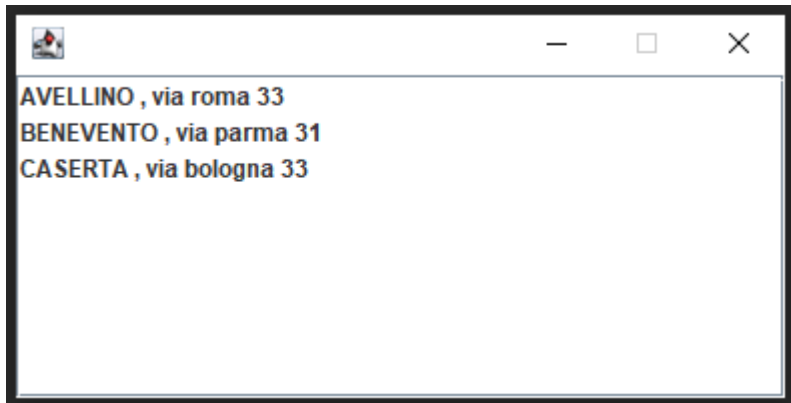 AVELLINO , via roma 33
BENEVENTO , via parma 31
CASERTA , via bologna 33